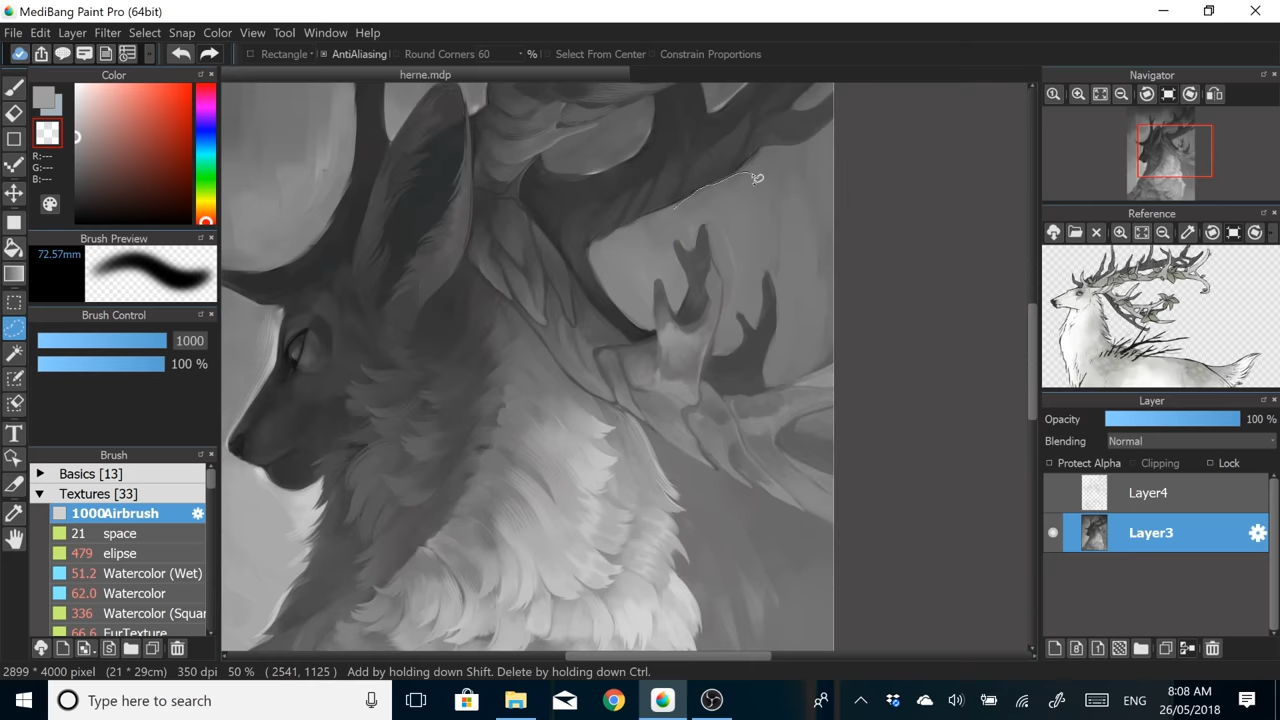 MediBang Paint Pro (64bit)
File Edit Layer Filter Select Snap Color View Tool Window Help
Rectangle AntiAliasing Round Corners 60 % Select From Center Constrain Proportions
Color
herne.mdp
Navigator
R:---
G:---
B:---
Reference
Brush Preview
72.57mm
Brush Control
1000
100 %
Layer
Opacity 100 %
Blending Normal
Protect Alpha Clipping Lock
Layer4
Layer3
Brush
Basics [13]
Textures [33]
1000Airbrush
21 space
479 elipse
51.2 Watercolor (Wet)
62.0 Watercolor
336 Watercolor (Squar
66.6 FurTexture
2899 * 4000 pixel (21 * 29cm) 350 dpi 50 % ( 2541, 1125 ) Add by holding down Shift. Delete by holding down Ctrl.
Type here to search
ENG
8:08 AM
26/05/2018